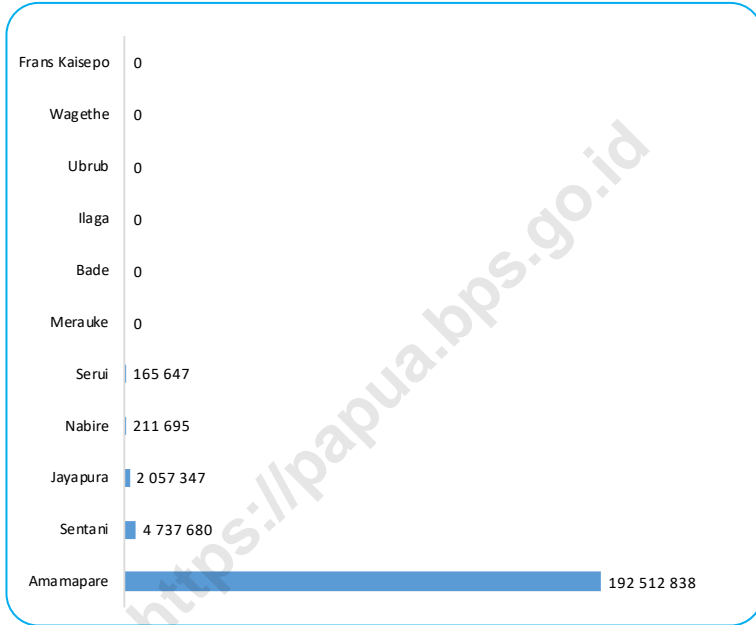 Frans Kaisepo 0
Wagethe 0
Ubrub 0
Ilaga 0
Bade 0
Merauke 0
Serui 165 647
Nabire 211 695
Jayapura 2 057 347
Sentani 4 737 680
Amamapare 192 512 838
https://papua.bps.go.id